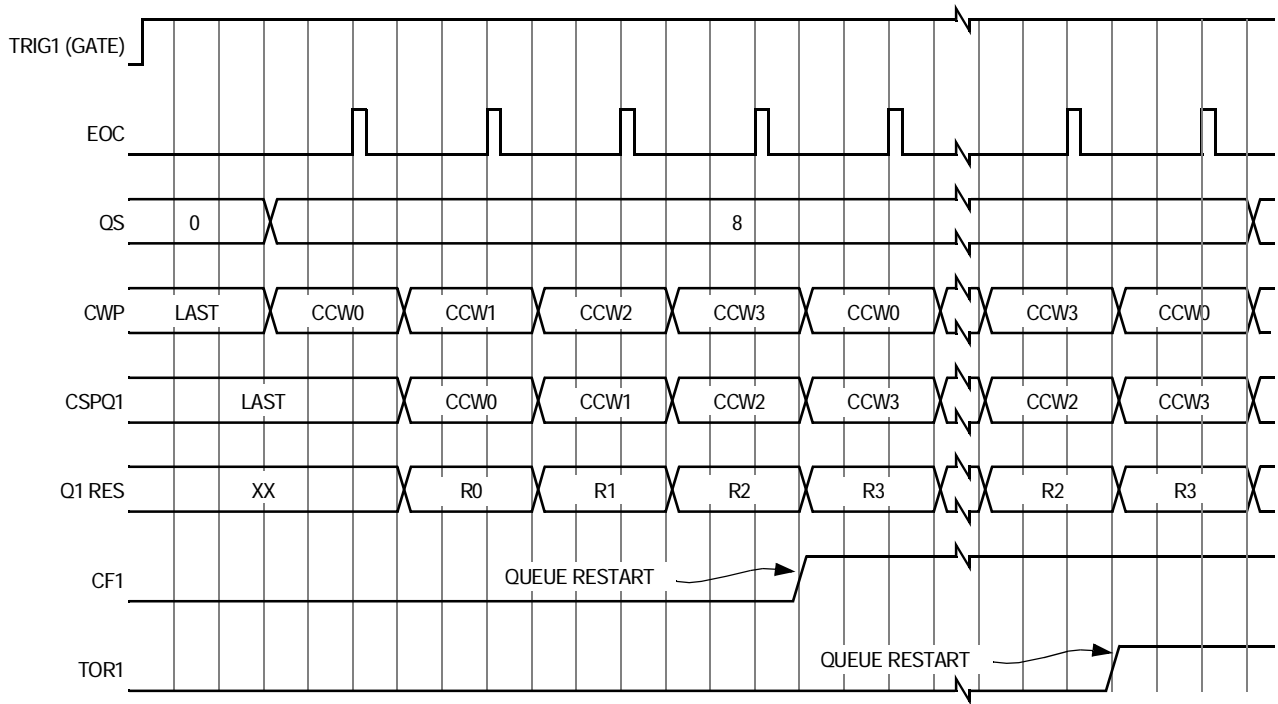 TRIG1 (GATE)
EOC
QS 0 8
CWP LAST CCW0 CCW1 CCW2 CCW3 CCW0 CCW3 CCW0
CSPQ1 LAST CCW0 CCW1 CCW2 CCW3 CCW2 CCW3
Q1 RES XX R0 R1 R2 R3 R2 R3
CF1 QUEUE RESTART
TOR1 QUEUE RESTART